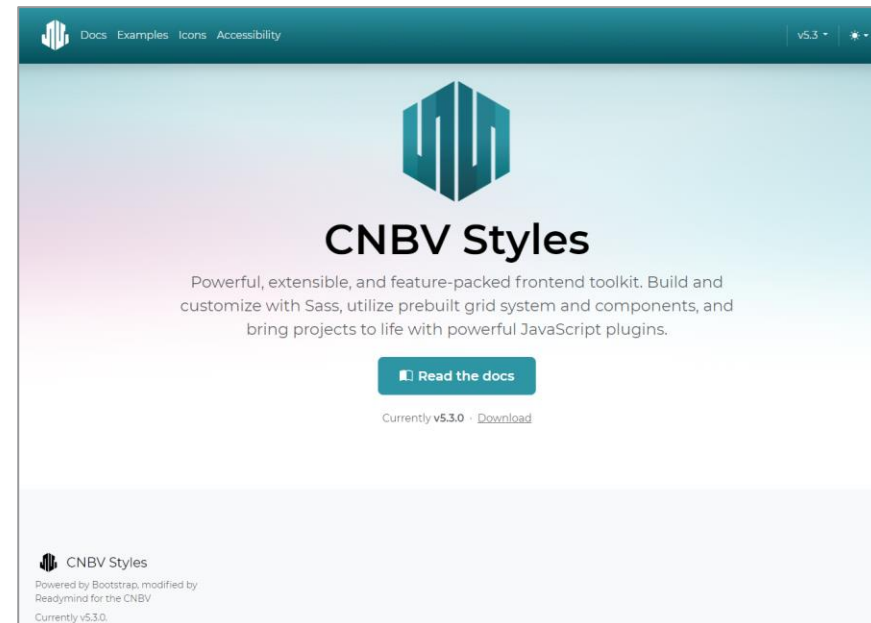 Docs Examples Icons Accessibility v5.3
CNBV Styles
Powerful, extensible, and feature-packed frontend toolkit. Build and
customize with Sass, utilize prebuilt grid system and components, and
bring projects to life with powerful JavaScript plugins.
Read the docs
Currently v5.3.0 · Download
CNBV Styles
Powered by Bootstrap, modified by
Readymind for the CNBV
Currently v5.3.0.